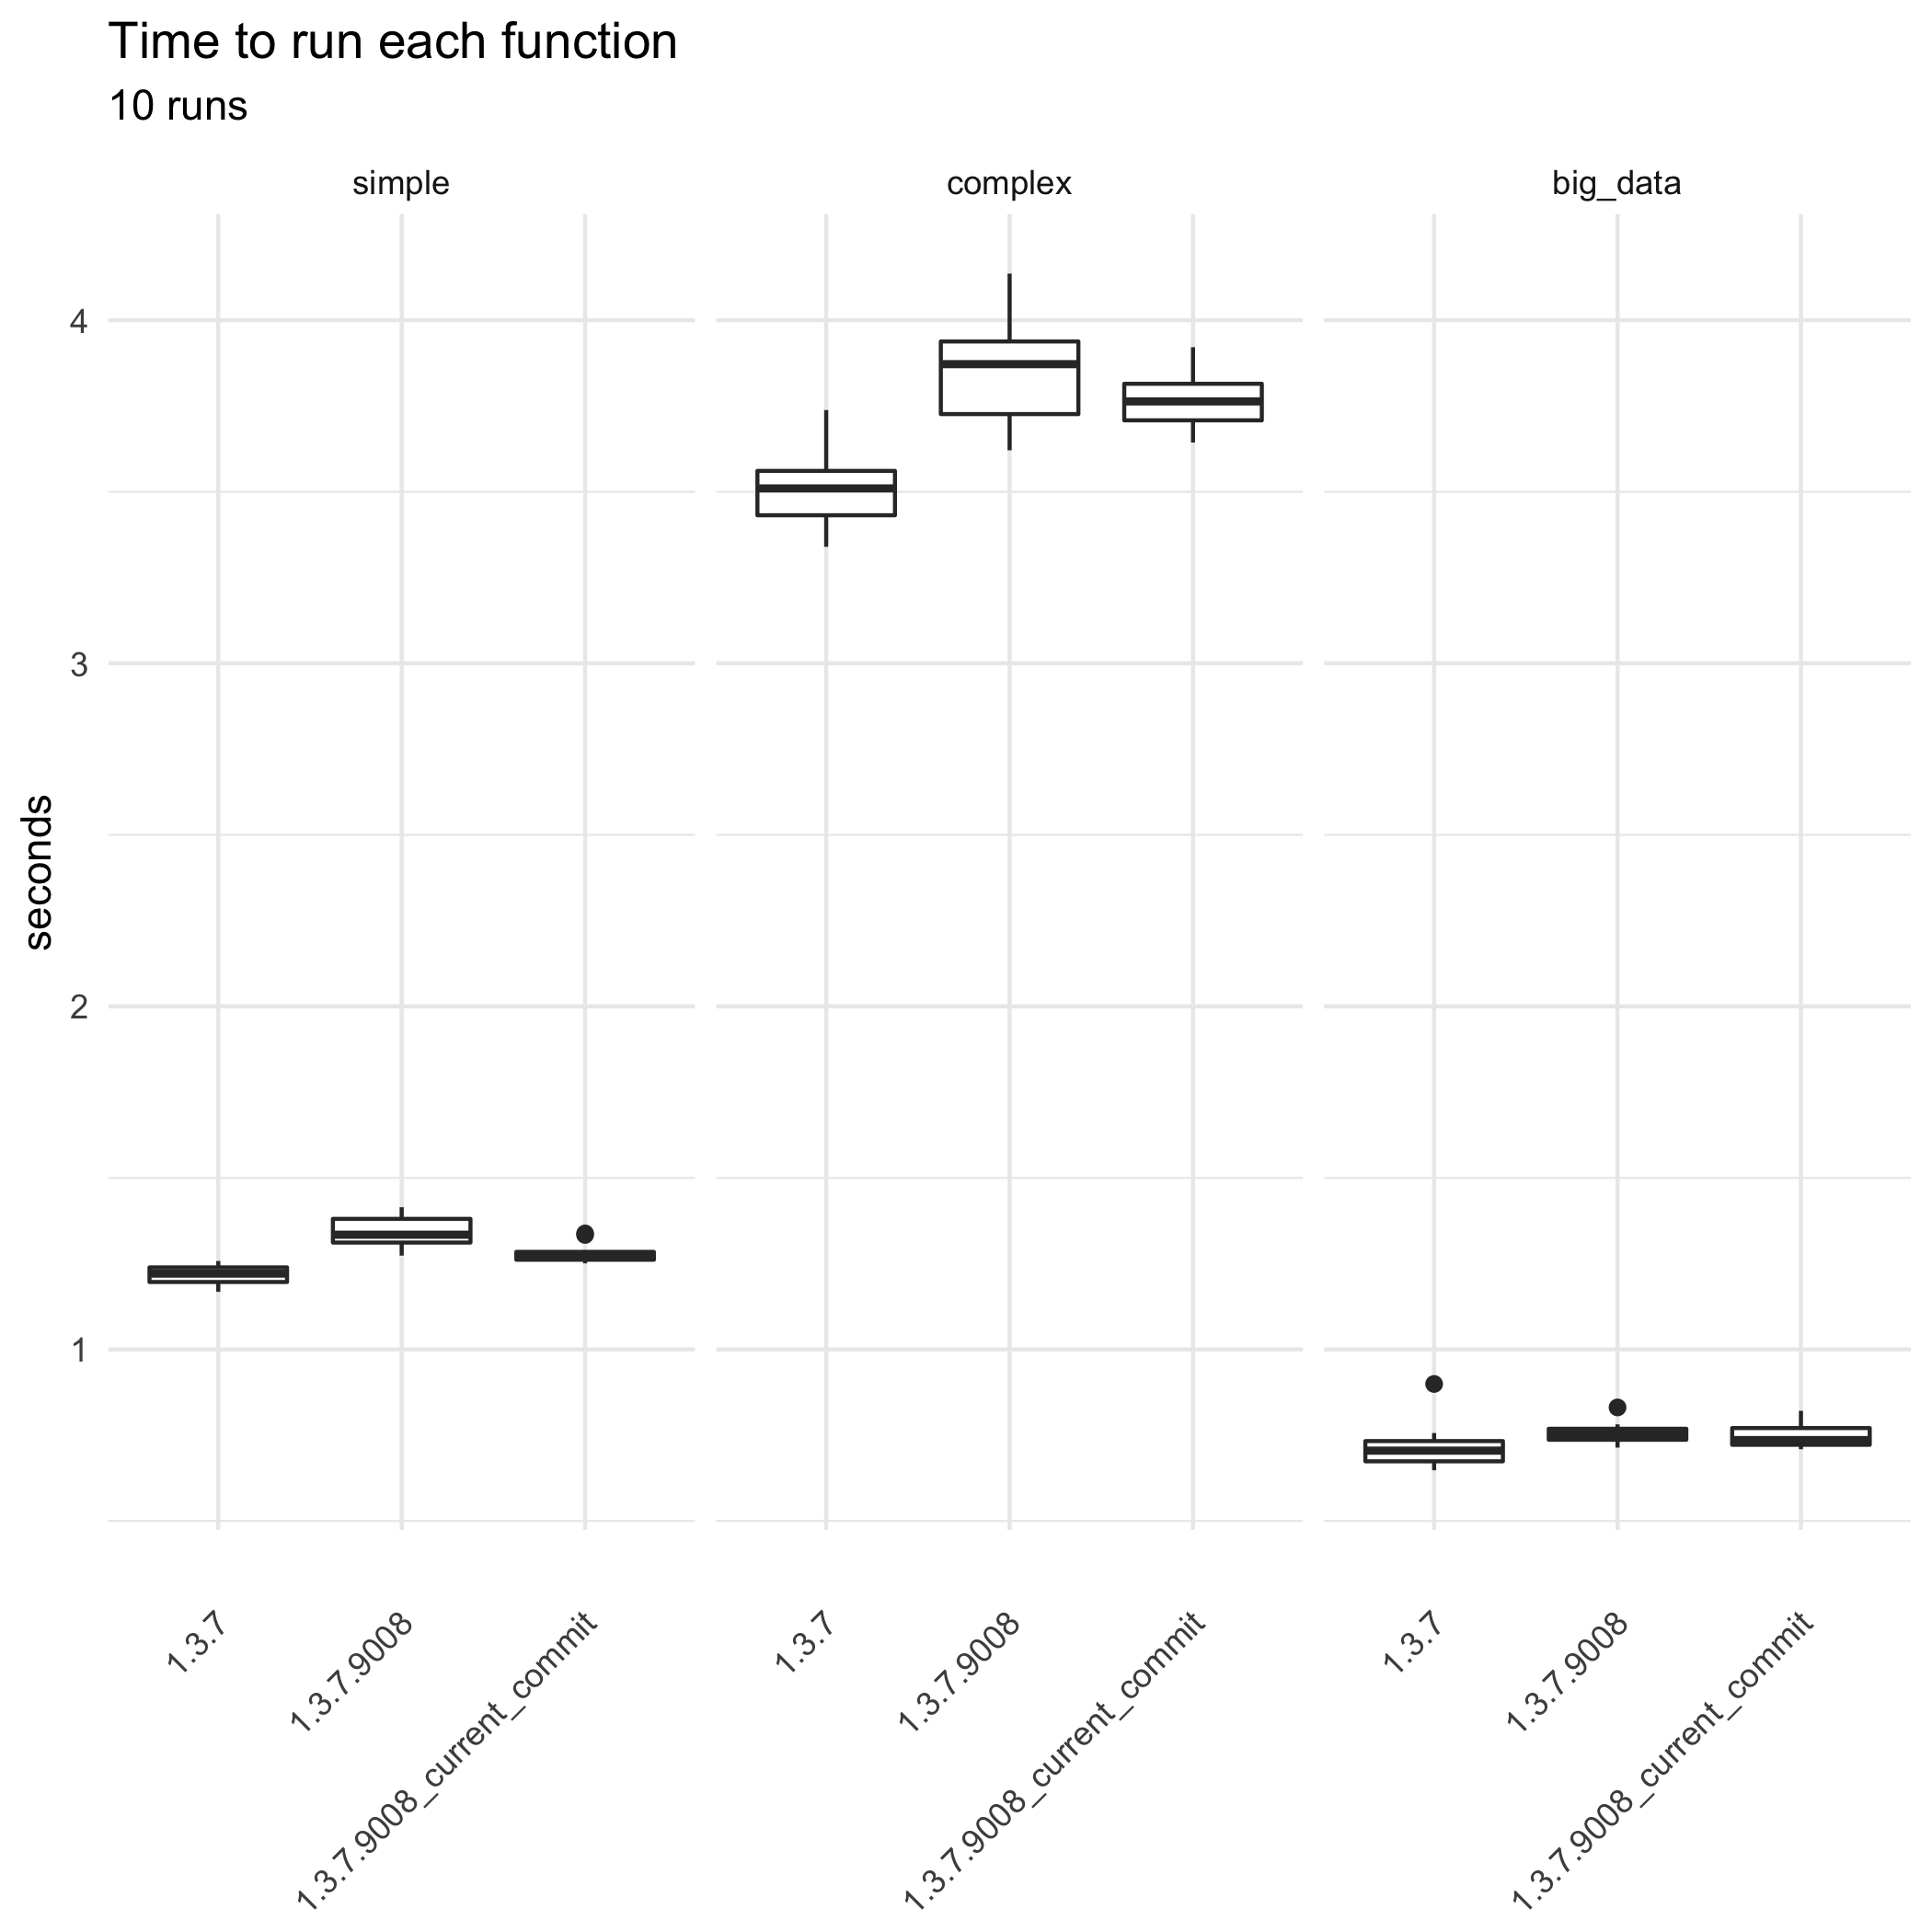 Time to run each function
10 runs
simple
complex
big_data
4
3
2
1
seconds
1.3.7
1.3.7.9008
1.3.7.9008_current_commit
1.3.7
1.3.7.9008
1.3.7.9008_current_commit
1.3.7
1.3.7.9008
1.3.7.9008_current_commit